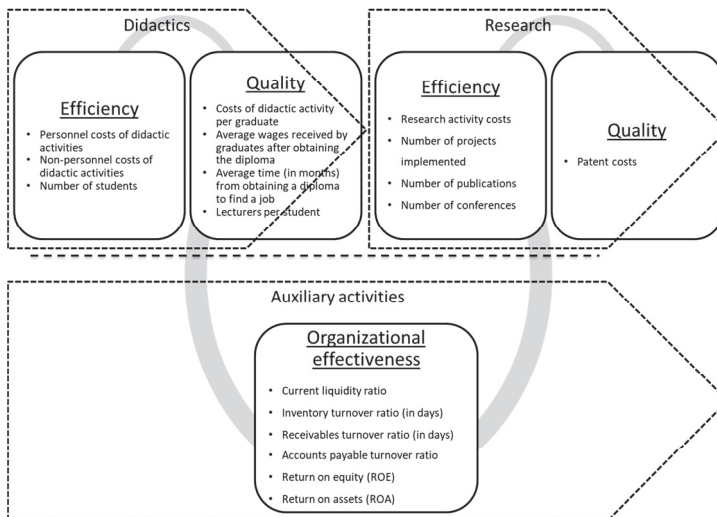 Didactics
Efficiency
• Personnel costs of didactic
activities
• Non-personnel costs of
didactic activities
• Number of students
Quality
• Costs of didactic activity
per graduate
• Average wages received by
graduates after obtaining
the diploma
• Average time (in months)
from obtaining a diploma
to find a job
• Lecturers per student
Research
Efficiency
• Research activity costs
• Number of projects
implemented
• Number of publications
• Number of conferences
Quality
• Patent costs
Auxiliary activities
Organizational
effectiveness
• Current liquidity ratio
• Inventory turnover ratio (in days)
• Receivables turnover ratio (in days)
• Accounts payable turnover ratio
• Return on equity (ROE)
• Return on assets (ROA)